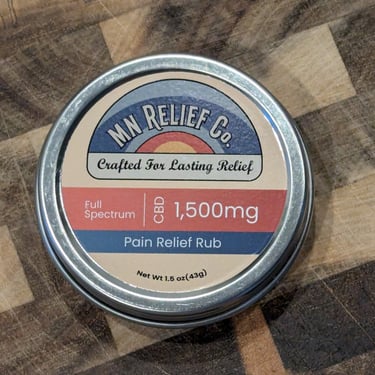 MN RELIEF CO.
Crafted For Lasting Relief
Full
Spectrum
CBD
1,500mg
Pain Relief Rub
Net Wt 1.5 oz(43g)